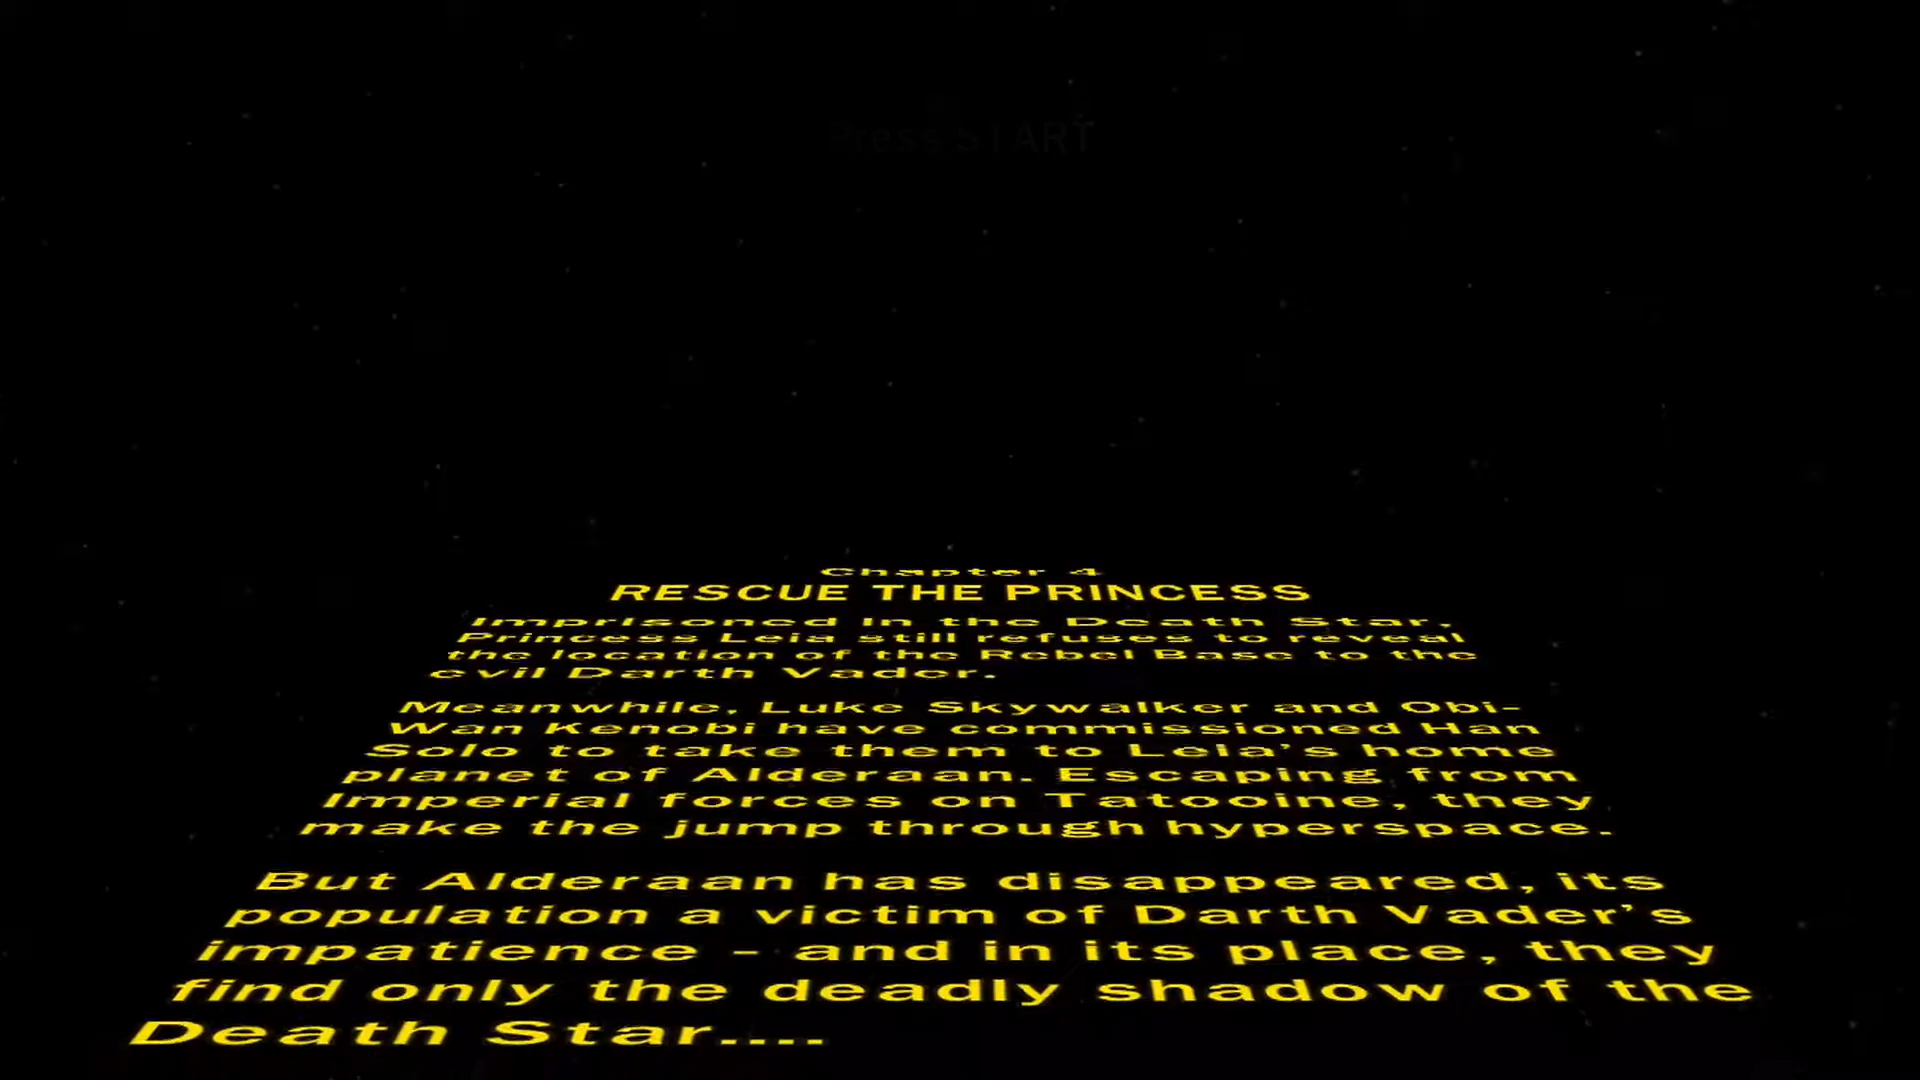 Press START
Chapter 4
RESCUE THE PRINCESS
Imprisoned in the Death Star,
Princess Leia still refuses to reveal
the location of the Rebel Base to the
evil Darth Vader.
Meanwhile, Luke Skywalker and Obi-
Wan Kenobi have commissioned Han
Solo to take them to Leia's home
planet of Alderaan. Escaping from
Imperial forces on Tatooine, they
make the jump through hyperspace.
But Alderaan has disappeared, its
population a victim of Darth Vader's
impatience - and in its place, they
find only the deadly shadow of the
Death Star....